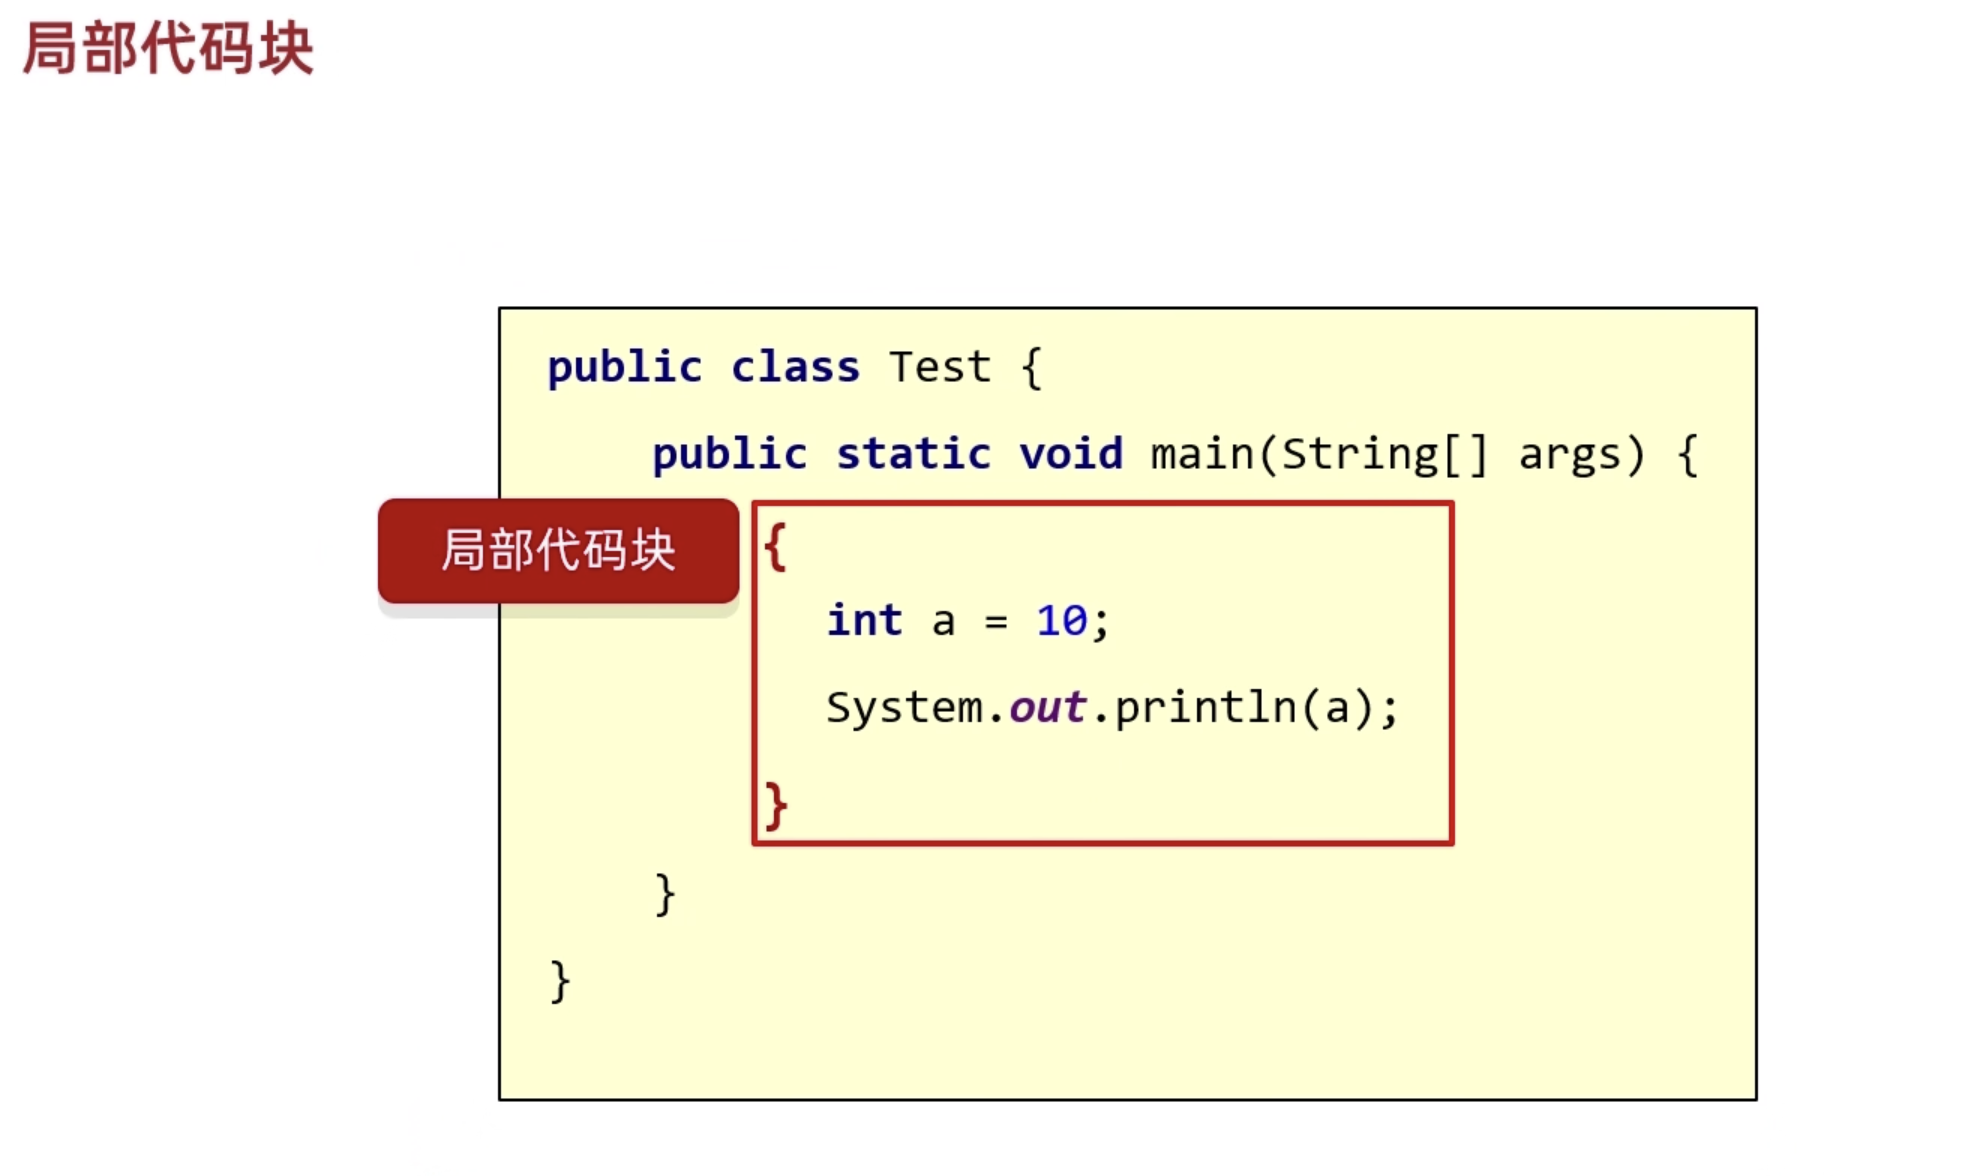 局部代码块
public class Test {
public static void main(String[] args) {
局部代码块
{
int a = 10;
System.out.println(a);
}
}
}